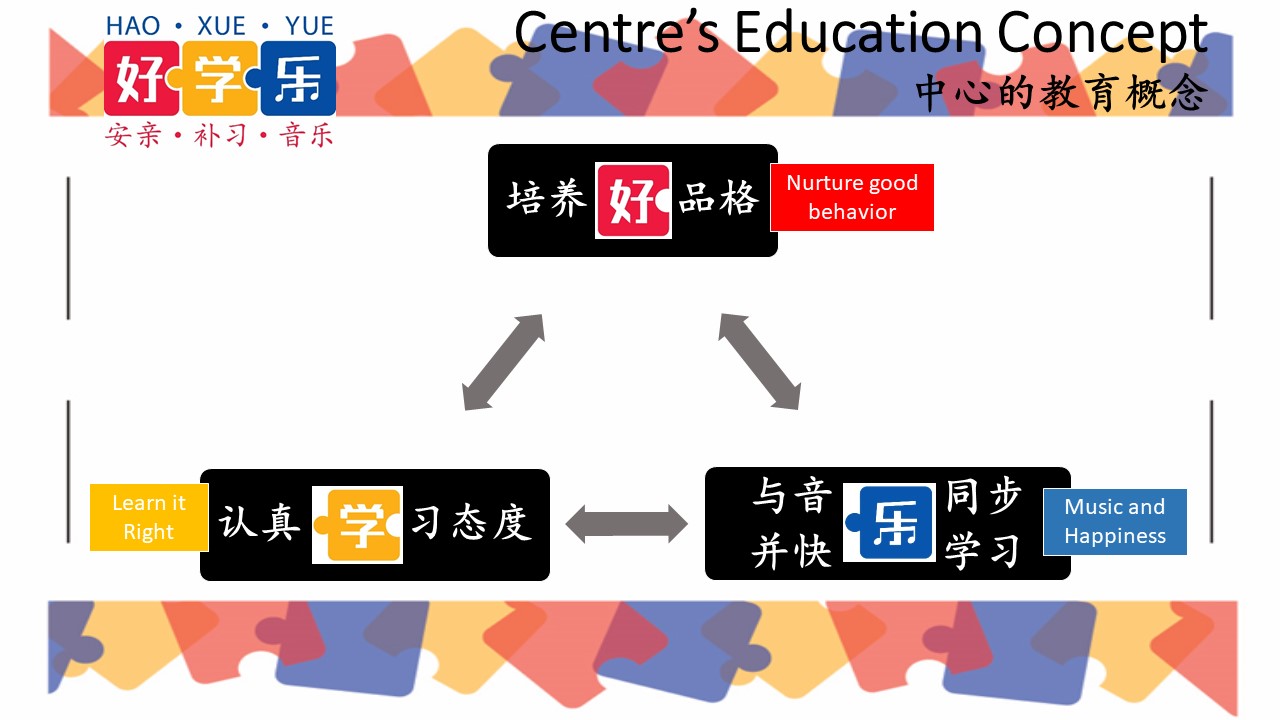 HAO · XUE · YUE
好学乐
安亲·补习·音乐
Centre's Education Concept
中心的教育概念
培养好品格
Nurture good
behavior
Learn it
Right
认真学习态度
与音乐同步
并快乐学习
Music and
Happiness